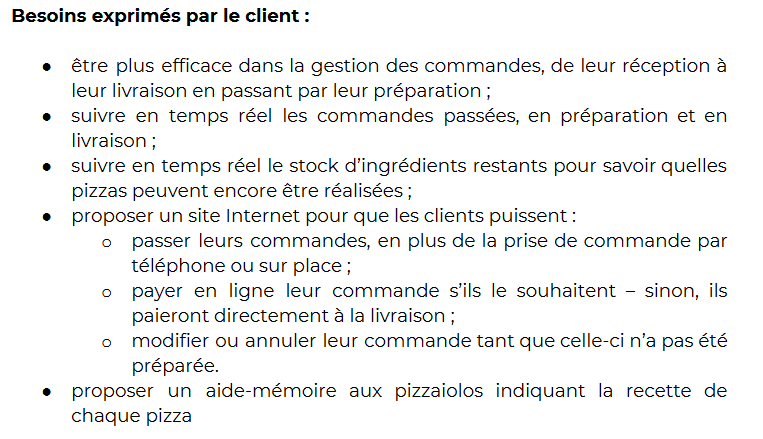 Besoins exprimés par le client :
● être plus efficace dans la gestion des commandes, de leur réception à
leur livraison en passant par leur préparation ;
● suivre en temps réel les commandes passées, en préparation et en
livraison ;
● suivre en temps réel le stock d’ingrédients restants pour savoir quelles
pizzas peuvent encore être réalisées ;
● proposer un site Internet pour que les clients puissent :
o passer leurs commandes, en plus de la prise de commande par
téléphone ou sur place ;
o payer en ligne leur commande s’ils le souhaitent – sinon, ils
paieront directement à la livraison ;
o modifier ou annuler leur commande tant que celle-ci n’a pas été
préparée.
● proposer un aide-mémoire aux pizzaiolos indiquant la recette de
chaque pizza